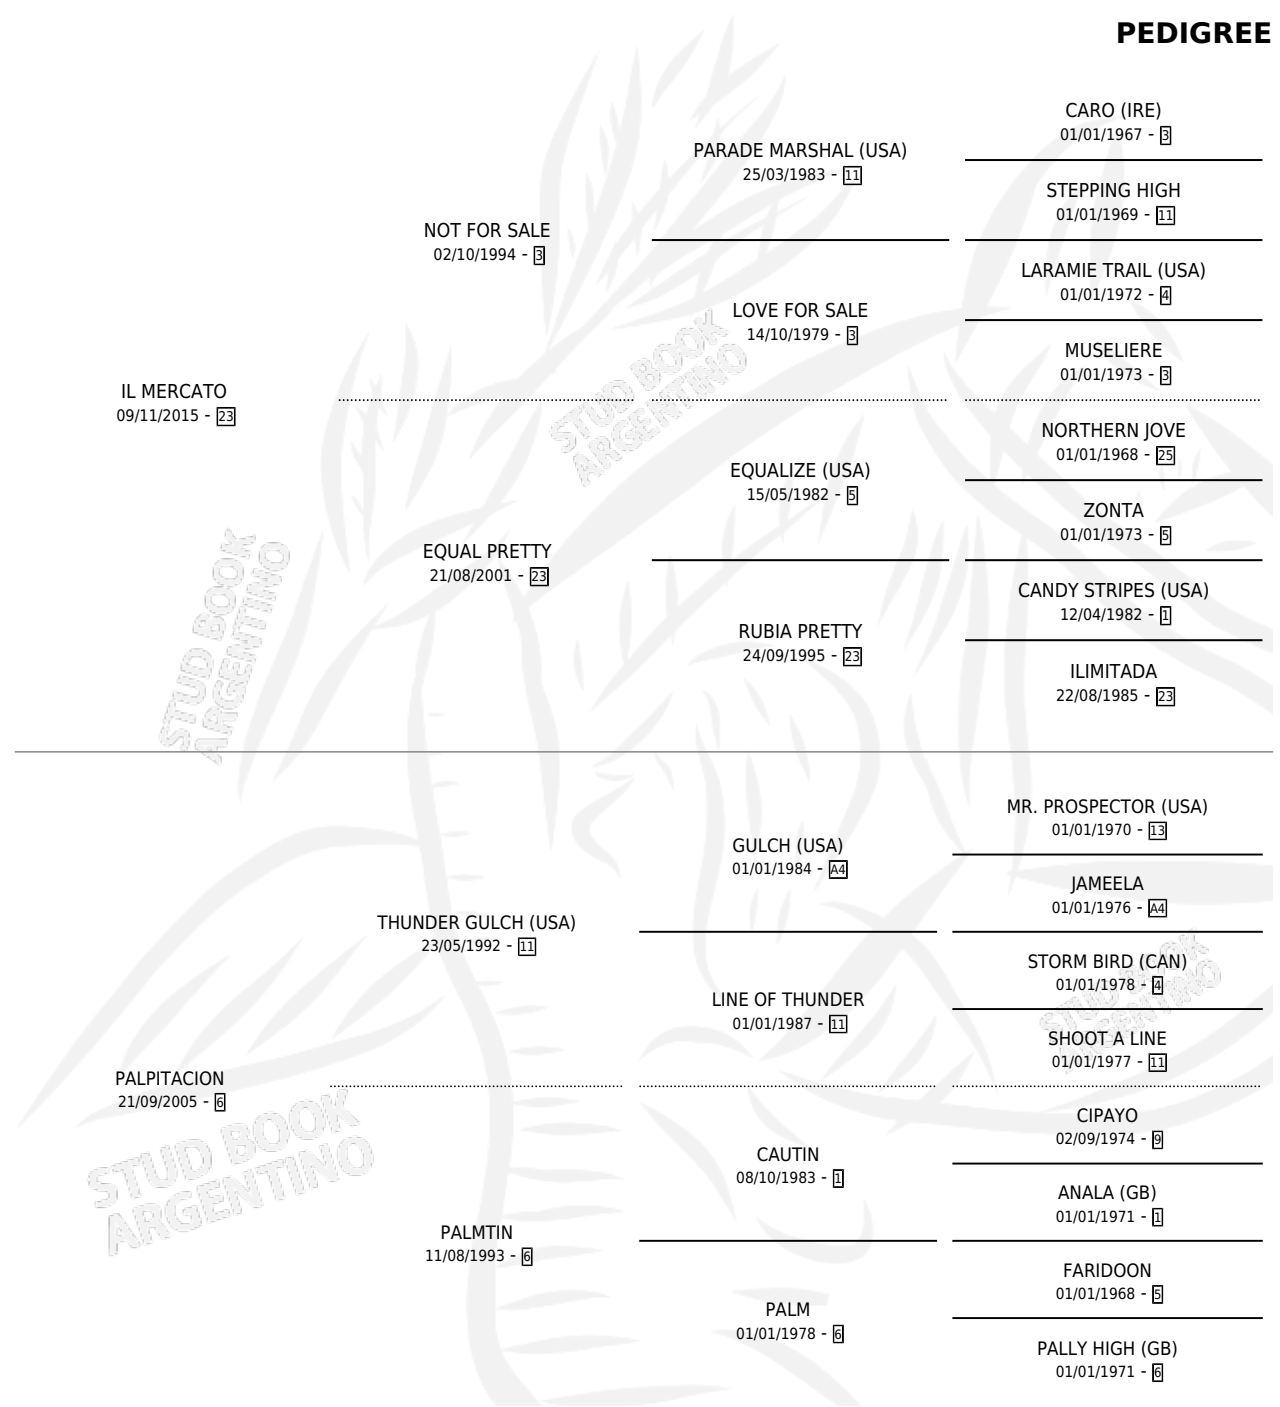 PEDIGREE
CARO (IRE)
01/01/1967 - 3
PARADE MARSHAL (USA)
25/03/1983 - 11
STEPPING HIGH
01/01/1969 - 11
NOT FOR SALE
02/10/1994 - 3
LARAMIE TRAIL (USA)
01/01/1972 - 4
LOVE FOR SALE
14/10/1979 - 3
MUSELIERE
01/01/1973 - 3
IL MERCATO
09/11/2015 - 23
NORTHERN JOVE
01/01/1968 - 25
EQUALIZE (USA)
15/05/1982 - 5
ZONTA
01/01/1973 - 5
EQUAL PRETTY
21/08/2001 - 23
CANDY STRIPES (USA)
12/04/1982 - 1
RUBIA PRETTY
24/09/1995 - 23
ILIMITADA
22/08/1985 - 23
MR. PROSPECTOR (USA)
01/01/1970 - 13
GULCH (USA)
01/01/1984 - A4
JAMEELA
01/01/1976 - A4
THUNDER GULCH (USA)
23/05/1992 - 11
STORM BIRD (CAN)
01/01/1978 - 4
LINE OF THUNDER
01/01/1987 - 11
SHOOT A LINE
01/01/1977 - 11
PALPITACION
21/09/2005 - 6
CIPAYO
02/09/1974 - 9
CAUTIN
08/10/1983 - 1
ANALA (GB)
01/01/1971 - 1
PALMTIN
11/08/1993 - 6
FARIDOON
01/01/1968 - 5
PALM
01/01/1978 - 6
PALLY HIGH (GB)
01/01/1971 - 6
STUD BOOK
ARGENTINO
STUD BOOK
ARGENTINO
STUD BOOK
ARGENTINO
STUD BOOK
ARGENTINO